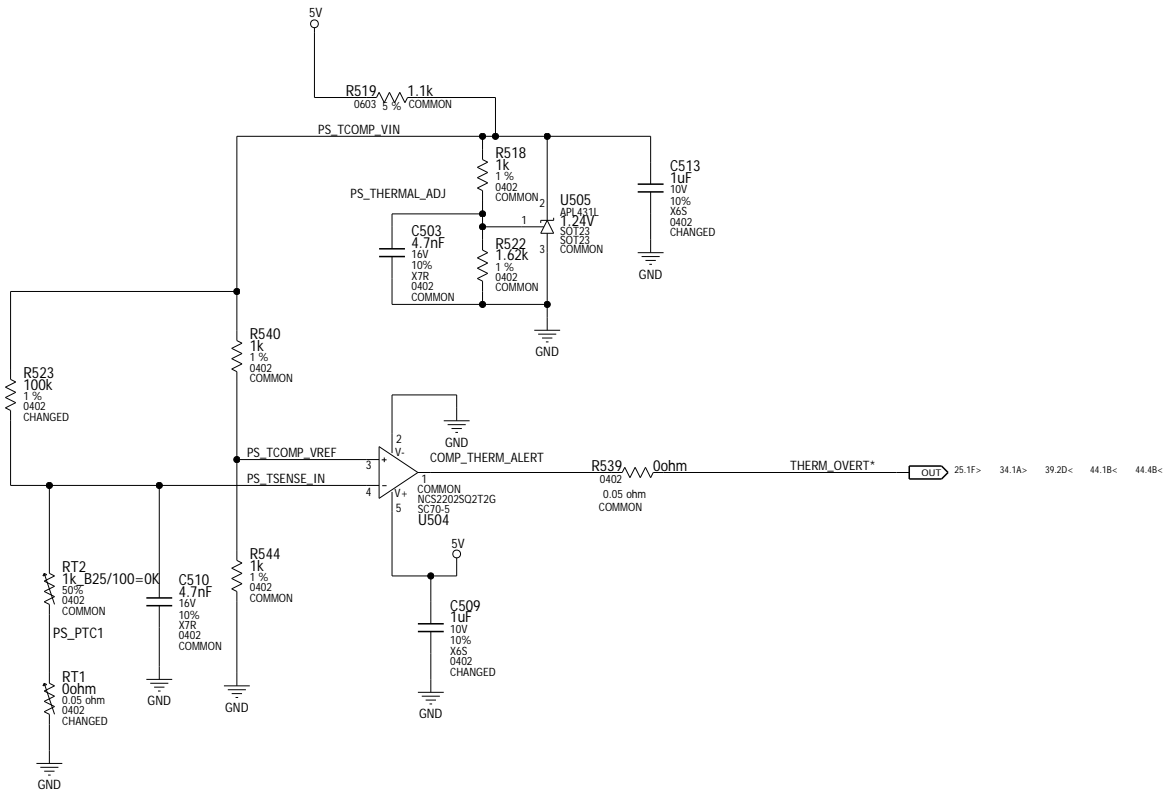 5V
R519
1.1k
0603 5 % COMMON
PS_TCOMP_VIN
R518
1k
1 %
0402
COMMON
PS_THERMAL_ADJ
C513
1uF
10V
10%
X6S
0402
CHANGED
GND
2
U505
APL431L
1.24V
SOT23
SOT23
COMMON
1
3
C503
4.7nF
16V
10%
X7R
0402
COMMON
R522
1.62k
1 %
0402
COMMON
GND
R540
1k
1 %
0402
COMMON
R523
100k
1 %
0402
CHANGED
PS_TCOMP_VREF
PS_TSENSE_IN
2
V-
GND
COMP_THERM_ALERT
3
+
4
−
1
COMMON
NCS2202SQ2T2G
SC70-5
U504
V+
5
R539
0402
0ohm
0.05 ohm
COMMON
THERM_OVERT*
OUT
25.1F> 34.1A> 39.2D< 44.1B< 44.4B<
5V
C509
1uF
10V
10%
X6S
0402
CHANGED
GND
R544
1k
1 %
0402
COMMON
GND
RT2
1k_B25/100=0K
50%
0402
COMMON
C510
4.7nF
16V
10%
X7R
0402
COMMON
GND
PS_PTC1
RT1
0ohm
0.05 ohm
0402
CHANGED
GND